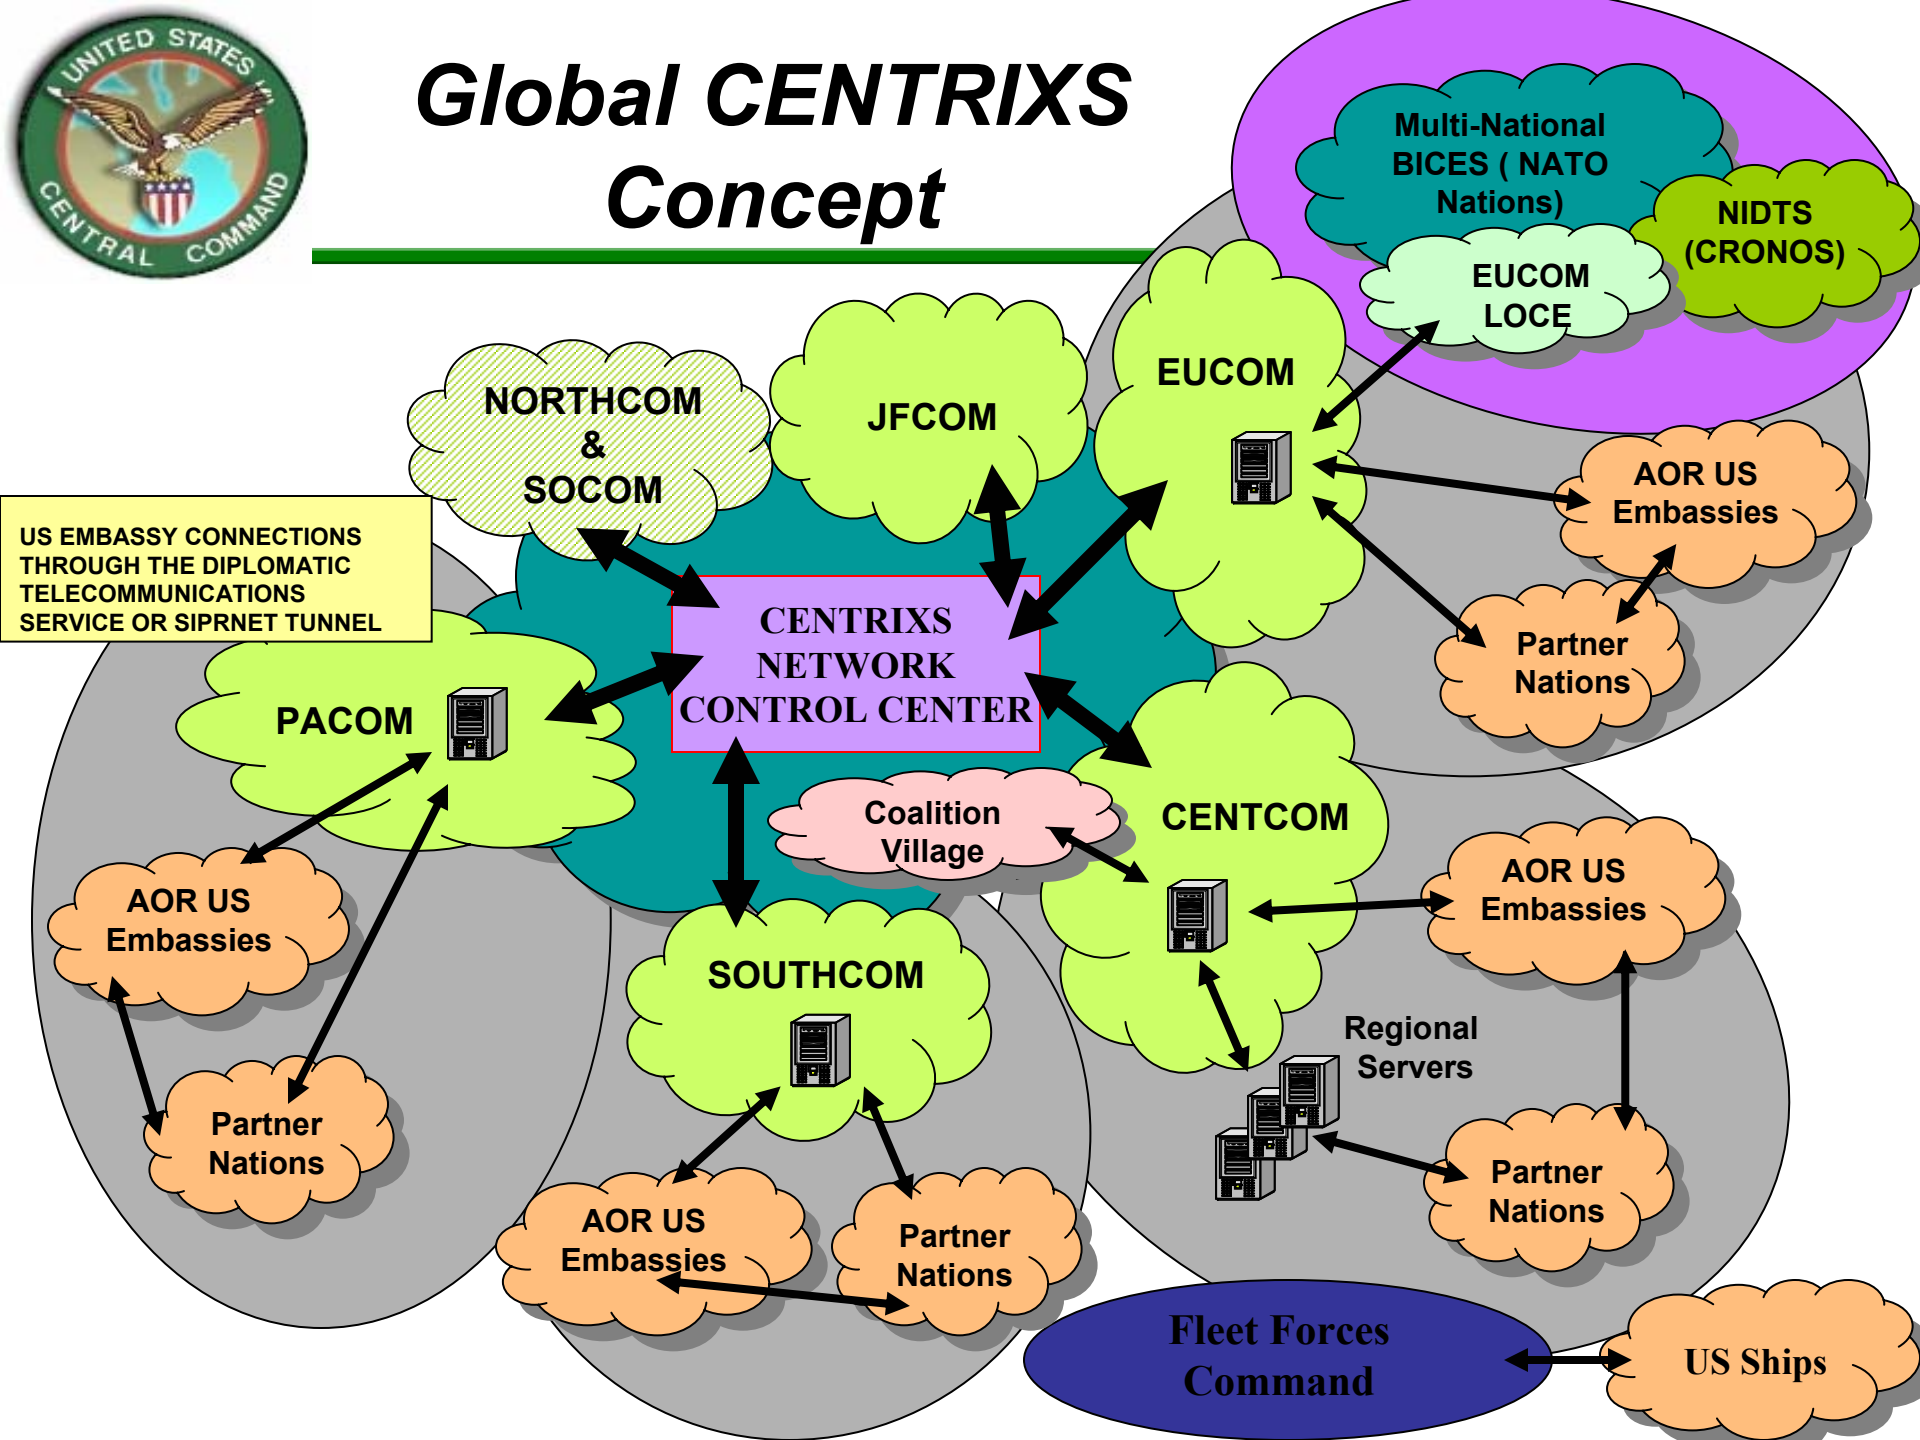 UNITED STATES
CENTRAL COMMAND
Global CENTRIXS
Concept
Multi-National
BICES ( NATO
Nations)
NIDTS
(CRONOS)
EUCOM
LOCE
EUCOM
JFCOM
NORTHCOM
&
SOCOM
AOR US
Embassies
US EMBASSY CONNECTIONS
THROUGH THE DIPLOMATIC
TELECOMMUNICATIONS
SERVICE OR SIPRNET TUNNEL
CENTRIXS
NETWORK
CONTROL CENTER
Partner
Nations
PACOM
Coalition
Village
CENTCOM
AOR US
Embassies
AOR US
Embassies
SOUTHCOM
Regional
Servers
Partner
Nations
Partner
Nations
AOR US
Embassies
Partner
Nations
Fleet Forces
Command
US Ships